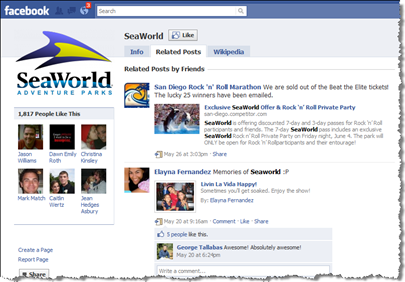 facebook
3
Search
SeaWorld
Like
Info
Related Posts
Wikipedia
SeaWorld
ADVENTURE PARKS
1,817 People Like This
Jason Williams
Dawn Emily Roth
Christina Kinsley
Mark Match
Caitlin Wertz
Jean Hedges Asbury
Create a Page
Report Page
Share
Related Posts by Friends
San Diego Rock 'n' Roll Marathon We are sold out of the Beat the Elite tickets!
The lucky 25 winners have been emailed.
Exclusive SeaWorld Offer & Rock 'n' Roll Private Party
san-diego.competitor.com
SeaWorld is offering discounted 7-day and 3-day passes for Rock 'n' Roll
participants and friends. The 7-day SeaWorld pass includes an exclusive
Rock 'n' Roll Private Party on Friday night, June 4. The park will
ONLY be open for Rock 'n' Rollparticipants and their entourage!
May 26 at 3:02pm · Share
Elayna Fernandez Memories of Seaworld :P
Livin La Vida Happy!
Sometimes you'll get soaked. Enjoy the show!
By: Elayna Fernandez
May 20 at 9:36am · Comment · Like · Share
5 people like this.
George Tallabas Awesome! Absolutely awesome!
May 20 at 6:24pm
Write a comment...